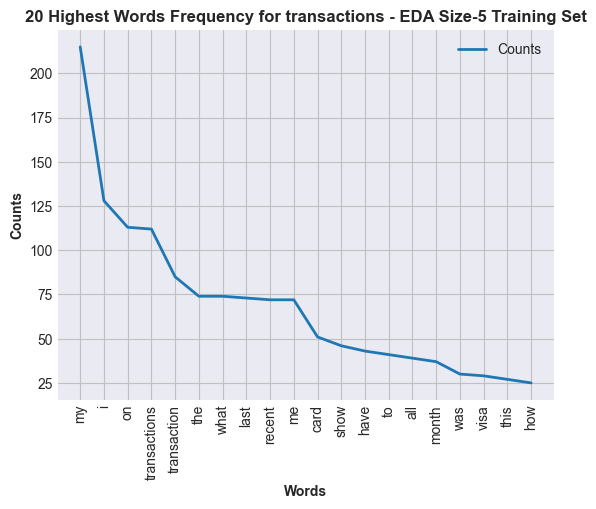 20 Highest Words Frequency for transactions - EDA Size-5 Training Set
Counts
200
175
150
125
100
75
50
25
Counts
my
i
on
transactions
transaction
the
what
last
recent
me
card
show
have
to
all
month
was
visa
this
how
Words